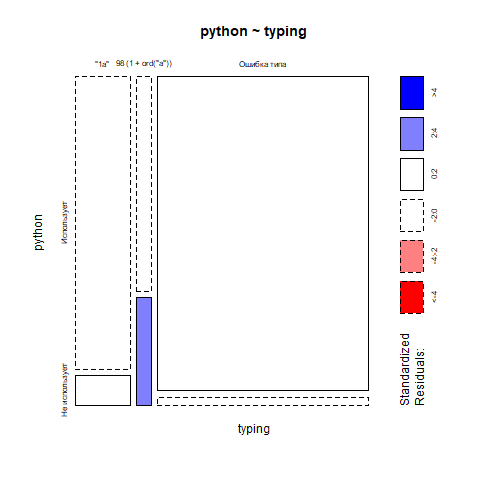 python ~ typing
"1a"
98 (1 + ord("a"))
Ошибка типа
python
Использует
Не использует
typing
>4
2:4
0:2
-2:0
-4:-2
<-4
Standardized
Residuals: